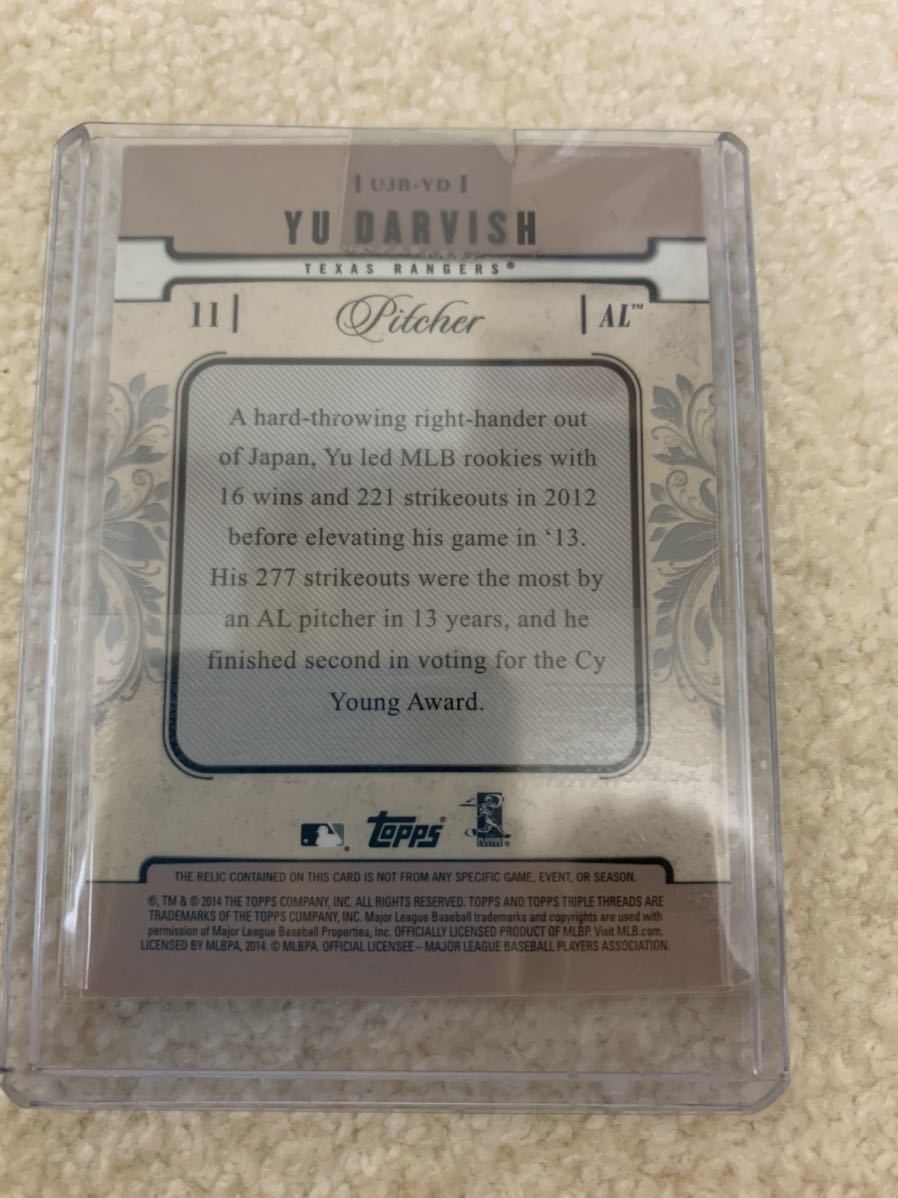 | UJR-YD |
YU DARVISH
TEXAS RANGERS®
11 | Pitcher | AL™
A hard-throwing right-hander out
of Japan, Yu led MLB rookies with
16 wins and 221 strikeouts in 2012
before elevating his game in ‘13.
His 277 strikeouts were the most by
an AL pitcher in 13 years, and he
finished second in voting for the Cy
Young Award.
TOPPS®
THE RELIC CONTAINED ON THIS CARD IS NOT FROM ANY SPECIFIC GAME, EVENT, OR SEASON.
®, TM & © 2014 THE TOPPS COMPANY, INC. ALL RIGHTS RESERVED. TOPPS AND TOPPS TRIPLE THREADS ARE
TRADEMARKS OF THE TOPPS COMPANY, INC. Major League Baseball trademarks and copyrights are used with
permission of Major League Baseball Properties, Inc. OFFICIALLY LICENSED PRODUCT OF MLBP. Visit MLB.com.
LICENSED BY MLBPA, 2014. © MLBPA. OFFICIAL LICENSEE – MAJOR LEAGUE BASEBALL PLAYERS ASSOCIATION.